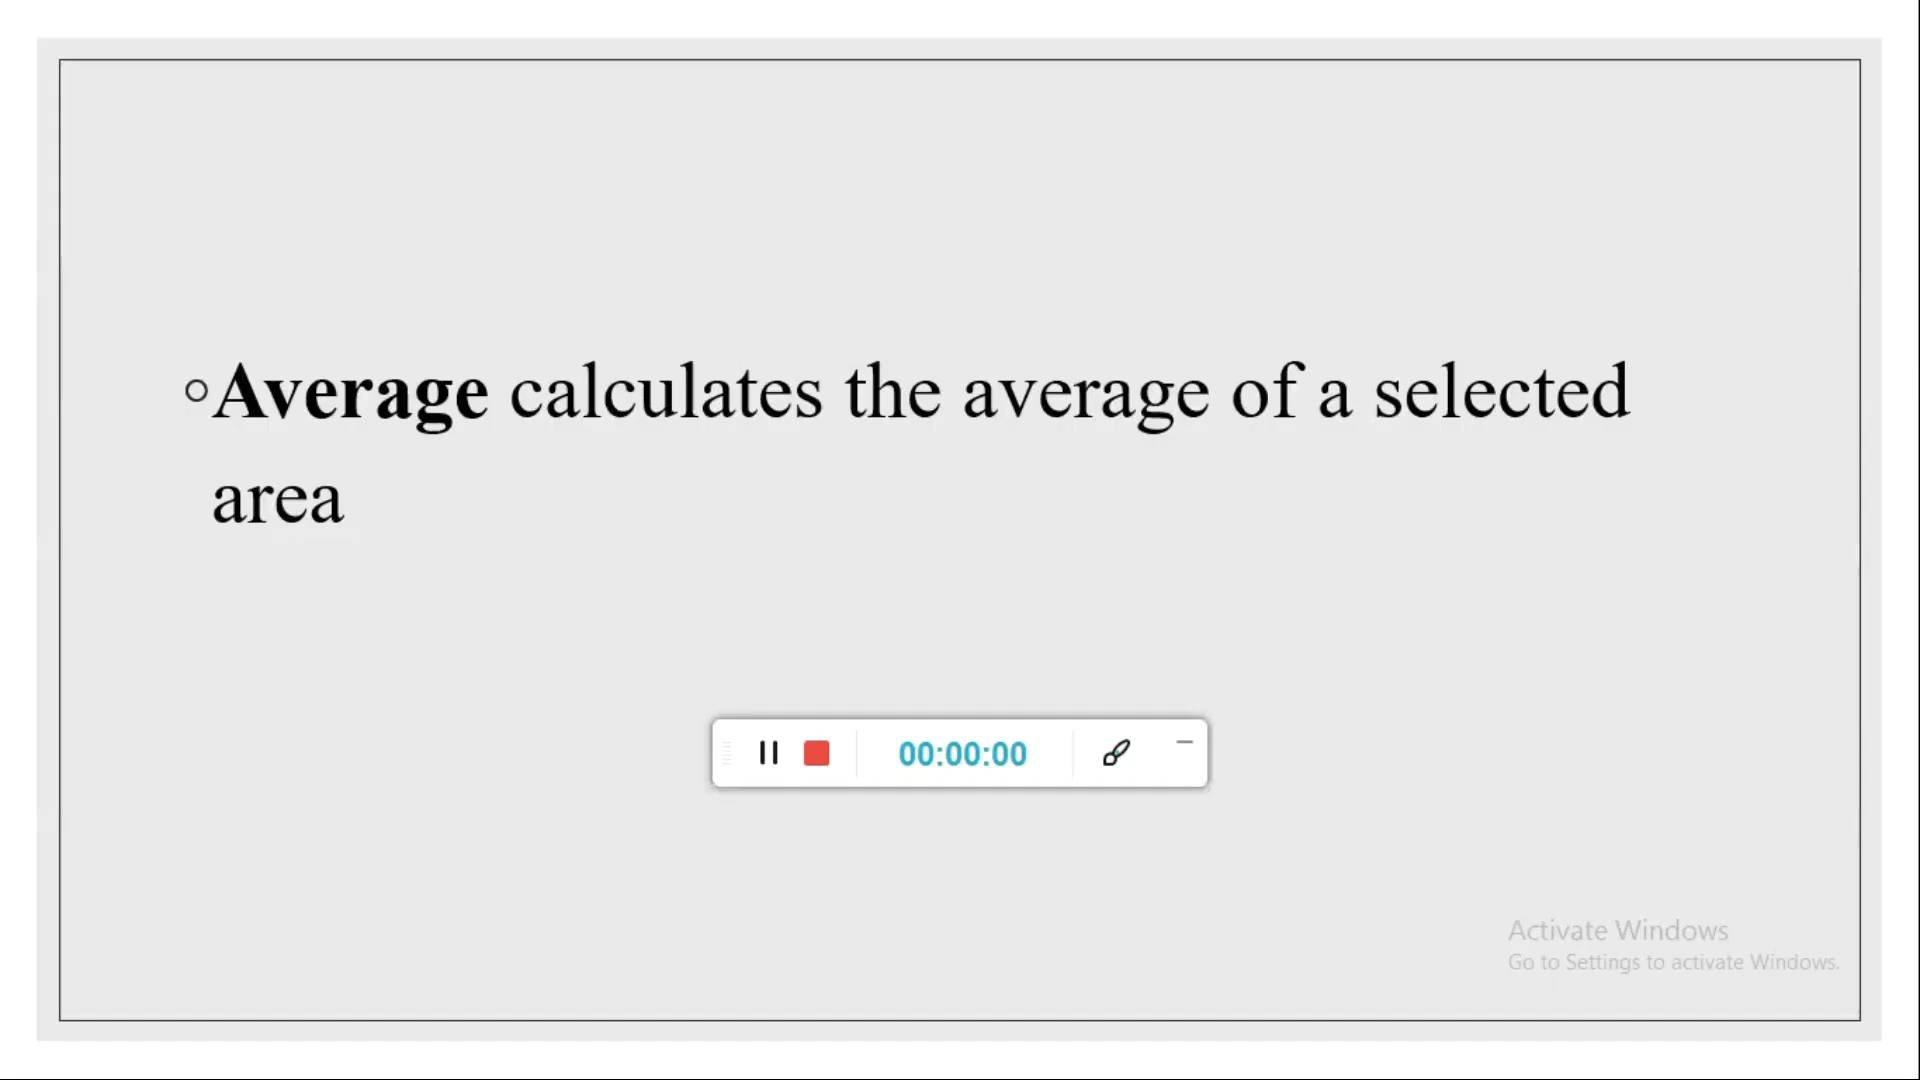 ◦Average calculates the average of a selected
area
00:00:00
Activate Windows
Go to Settings to activate Windows.